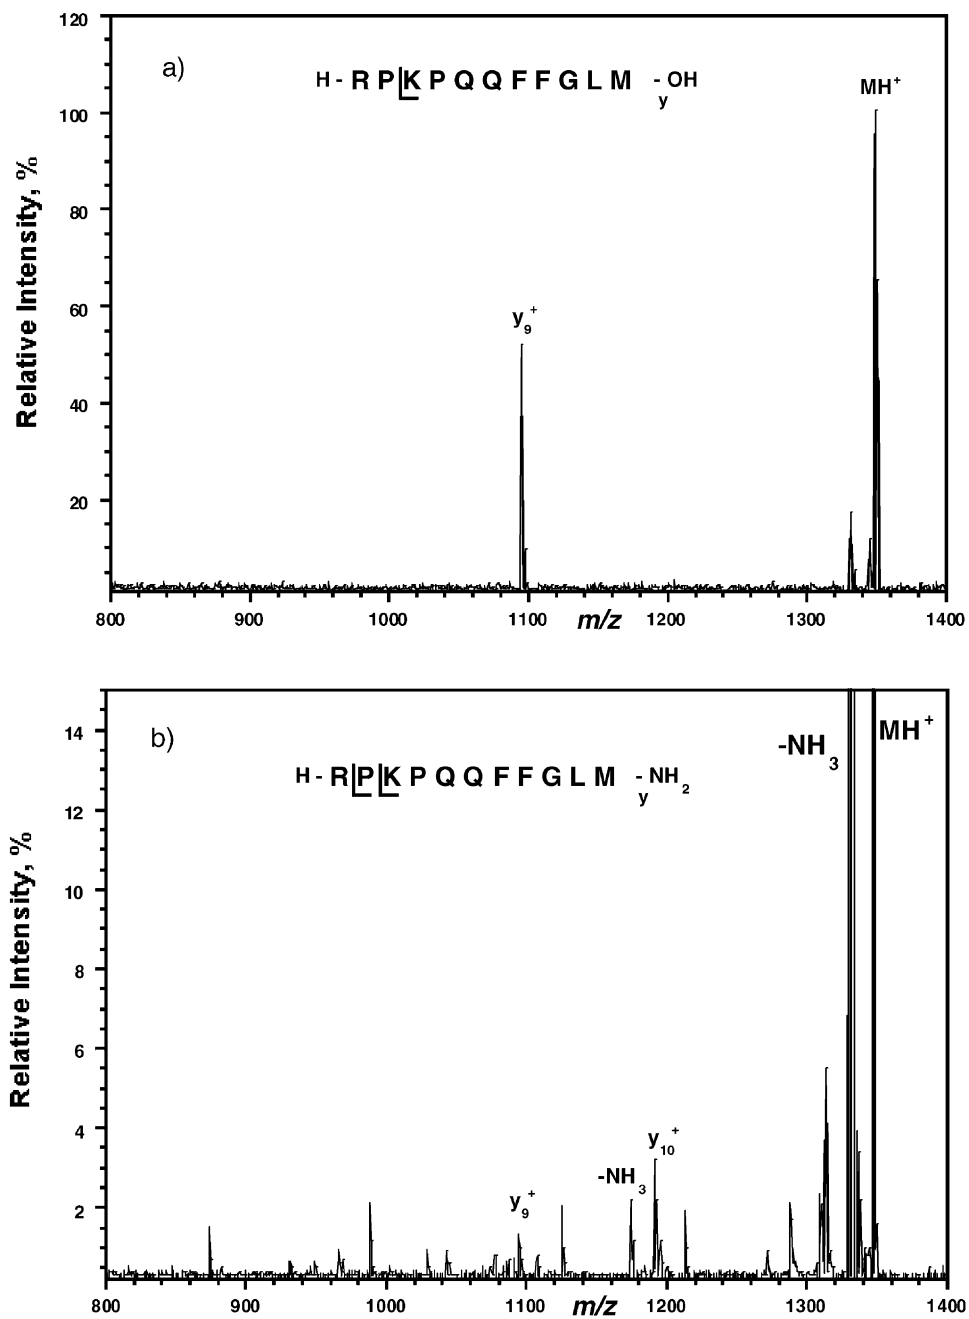 120
a)
H - R P K P Q Q F F G L M - OH
y
MH+
100
80
60
y9+
40
20
Relative Intensity, %
800 900 1000 1100 1200 1300 1400
m/z
b)
14
-NH3
MH+
H - R P K P Q Q F F G L M - NH2
y
12
10
8
6
4
y10+
-NH3
y9+
2
Relative Intensity, %
800 900 1000 1100 1200 1300 1400
m/z